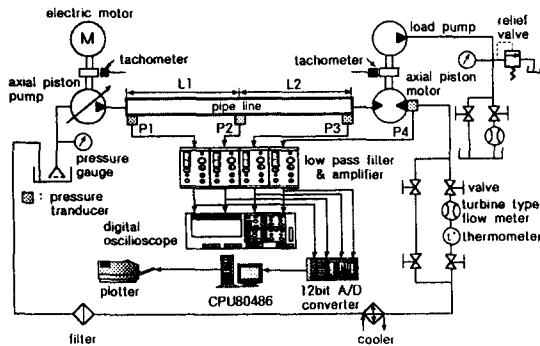 electric motor
M
tachometer
axial piston
pump
L1
L2
pipe line
P1
P2
P3
P4
load pump
relief
valve
tachometer
axial piston
motor
pressure
gauge
: pressure
tranducer
low pass filter
& amplifier
digital
oscilioscope
valve
turbine type
flow meter
t°
thermometer
plotter
CPU80486
12bit A/D
converter
filter
cooler